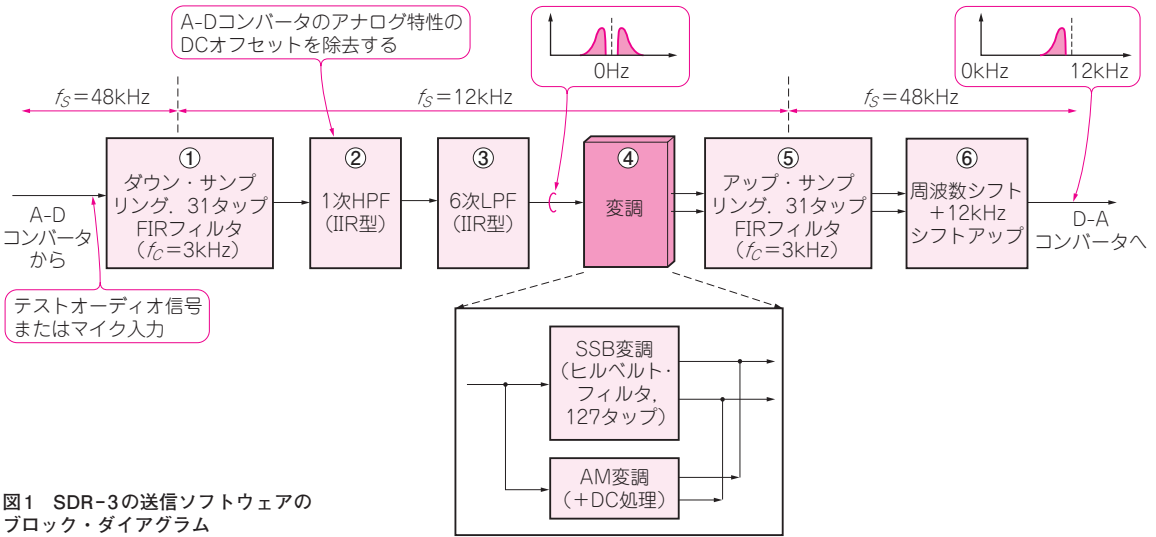 A-Dコンバータのアナログ特性の
DCオフセットを除去する
0Hz
0kHz
12kHz
fS=48kHz
fS=12kHz
fS=48kHz
①
ダウン・サンプ
リング．31タップ
FIRフィルタ
（fC=3kHz）
②
1次HPF
（IIR型）
③
6次LPF
（IIR型）
④
変調
⑤
アップ・サンプ
リング．31タップ
FIRフィルタ
（fC=3kHz）
⑥
周波数シフト
+12kHz
シフトアップ
A-D
コンバータ
から
D-A
コンバータへ
テストオーディオ信号
またはマイク入力
SSB変調
（ヒルベルト・
フィルタ，
127タップ）
AM変調
（+DC処理）
図1　SDR-3の送信ソフトウェアの
ブロック・ダイアグラム